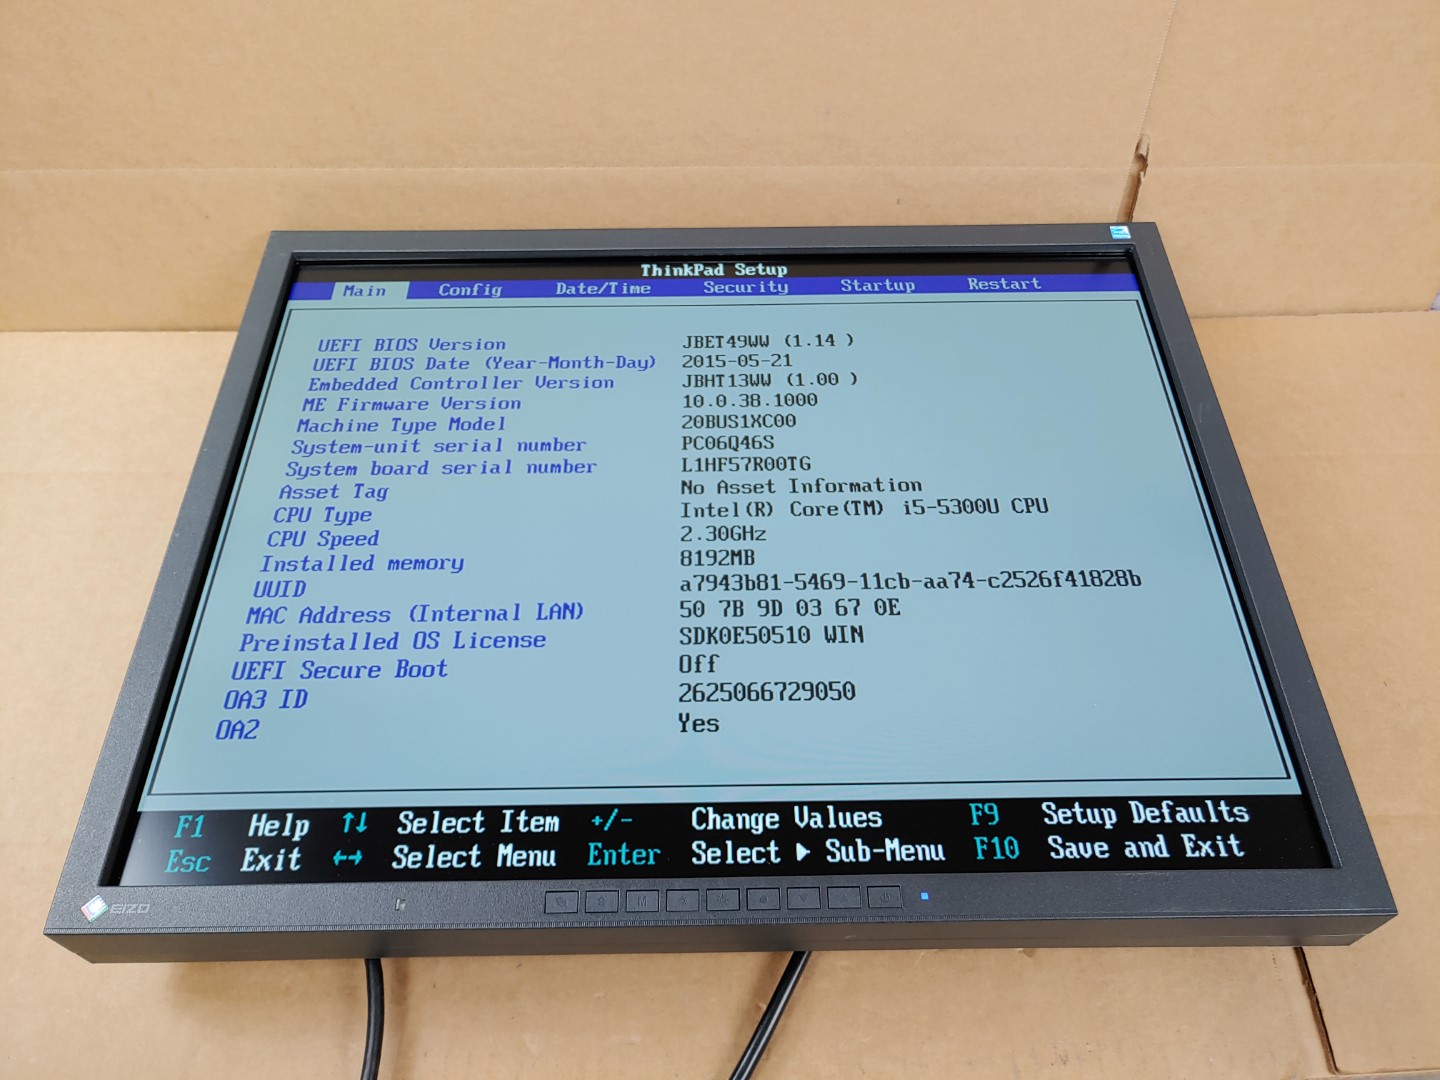 ThinkPad Setup
Main Config Date/Time Security Startup Restart
UEFI BIOS Version JBET49WW (1.14 )
UEFI BIOS Date (Year-Month-Day) 2015-05-21
Embedded Controller Version JBHT13WW (1.00 )
ME Firmware Version 10.0.38.1000
Machine Type Model 20BUS1XC00
System-unit serial number PC06Q46S
System board serial number L1HF57R00TG
Asset Tag No Asset Information
CPU Type Intel(R) Core(TM) i5-5300U CPU
CPU Speed 2.30GHz
Installed memory 8192MB
UUID a7943b81-5469-11cb-aa74-c2526f41828b
MAC Address (Internal LAN) 50 7B 9D 03 67 0E
Preinstalled OS License SDK0E50510 WIN
UEFI Secure Boot Off
OA3 ID 2625066729050
OA2 Yes
F1 Help ↑↓ Select Item +/- Change Values F9 Setup Defaults
Esc Exit ←→ Select Menu Enter Select ▶ Sub-Menu F10 Save and Exit
EIZO